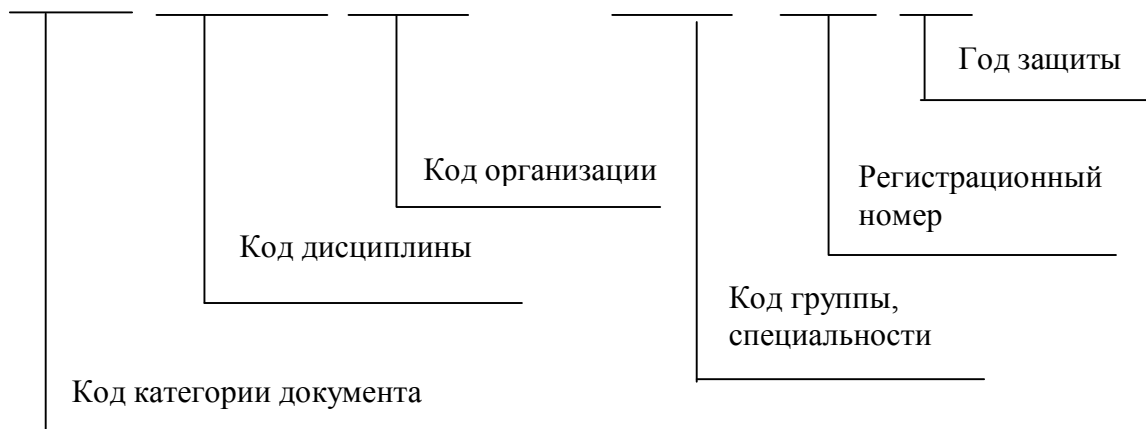 Год защиты
Код организации
Регистрационный
номер
Код дисциплины
Код группы,
специальности
Код категории документа